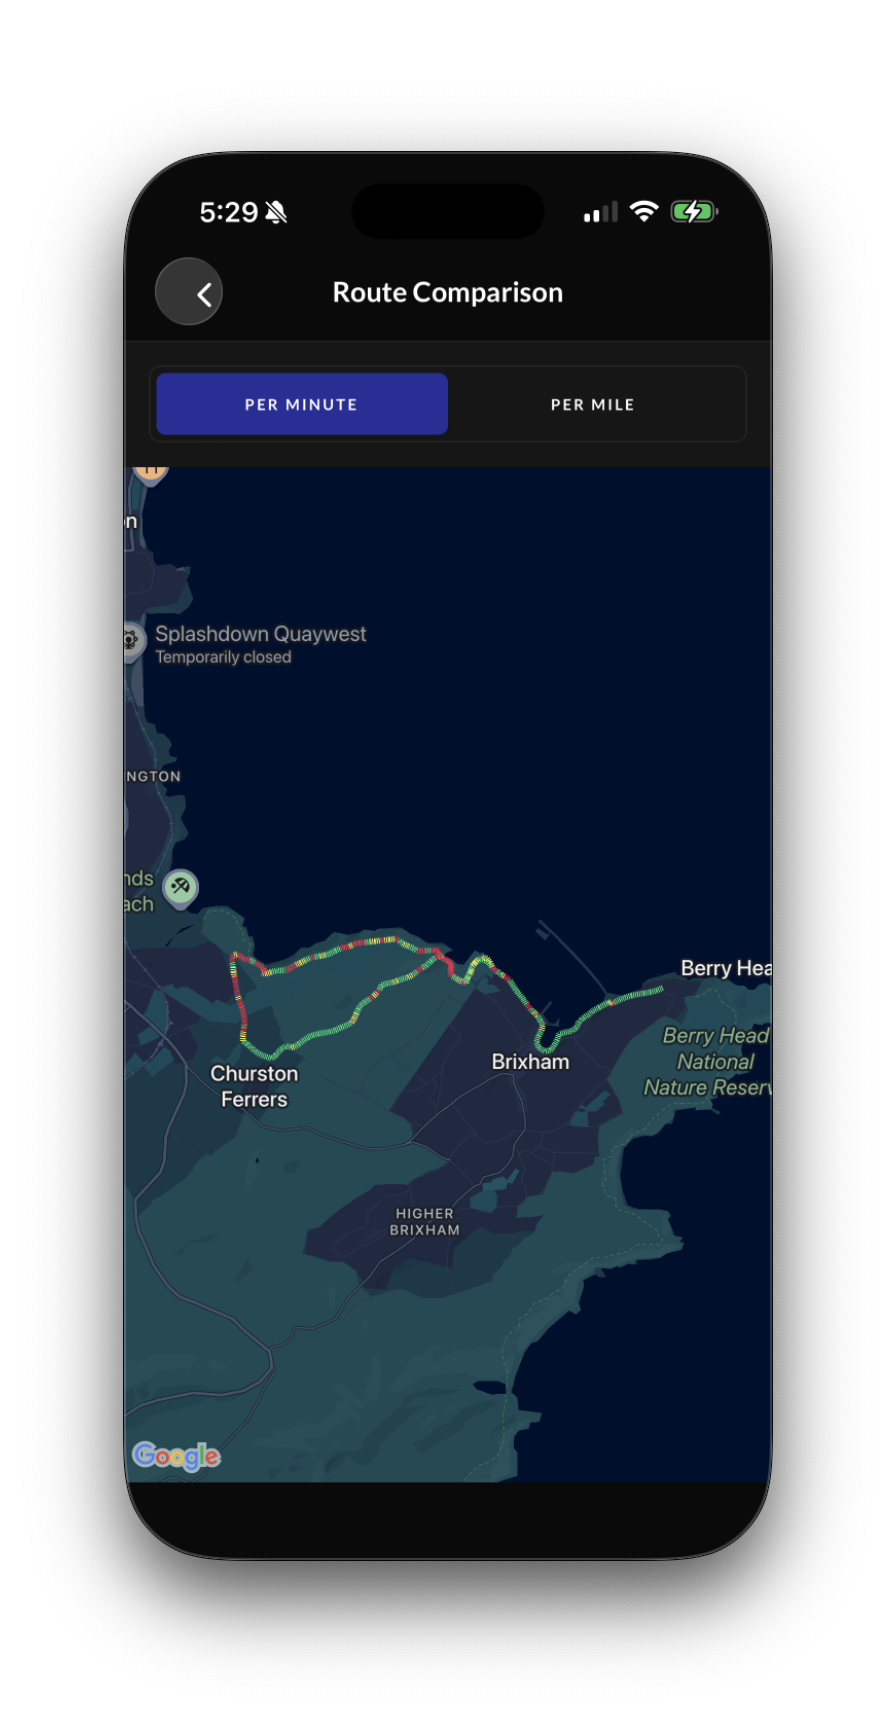 5:29
Route Comparison
PER MINUTE
PER MILE
n
Splashdown Quaywest
Temporarily closed
NGTON
nds
ach
Berry Hea
Berry Head
National
Nature Reserv
Brixham
Churston
Ferrers
HIGHER
BRIXHAM
Google